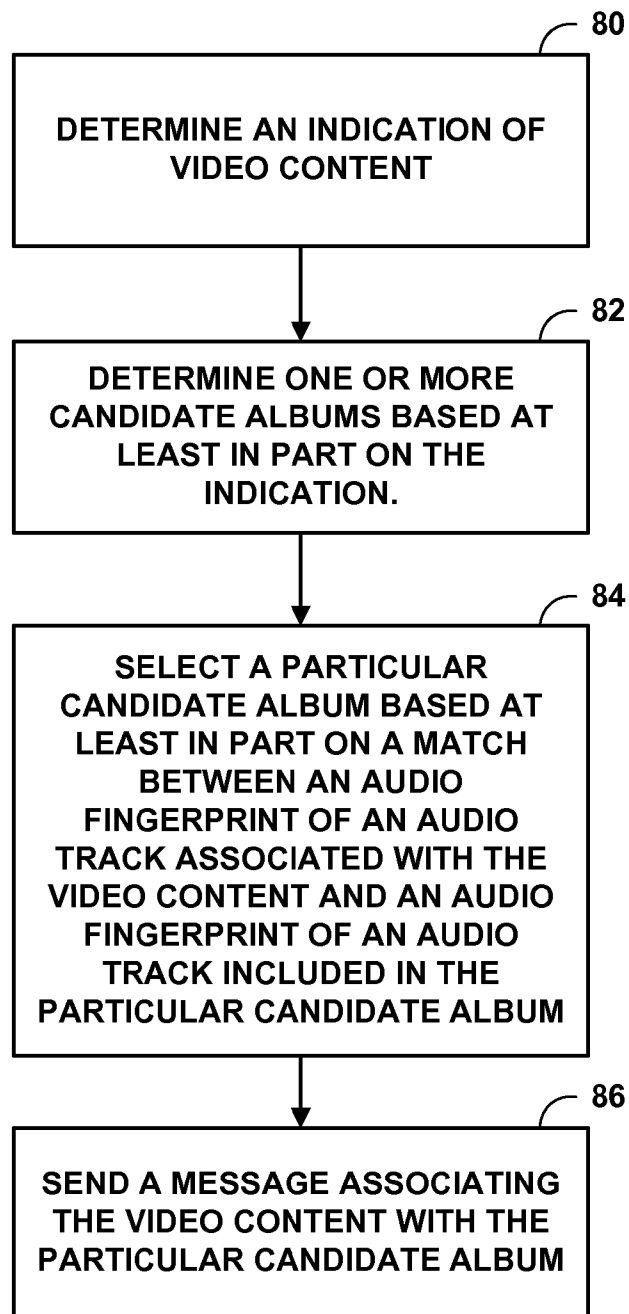 80
DETERMINE AN INDICATION OF
VIDEO CONTENT
82
DETERMINE ONE OR MORE
CANDIDATE ALBUMS BASED AT
LEAST IN PART ON THE
INDICATION.
84
SELECT A PARTICULAR
CANDIDATE ALBUM BASED AT
LEAST IN PART ON A MATCH
BETWEEN AN AUDIO
FINGERPRINT OF AN AUDIO
TRACK ASSOCIATED WITH THE
VIDEO CONTENT AND AN AUDIO
FINGERPRINT OF AN AUDIO
TRACK INCLUDED IN THE
PARTICULAR CANDIDATE ALBUM
86
SEND A MESSAGE ASSOCIATING
THE VIDEO CONTENT WITH THE
PARTICULAR CANDIDATE ALBUM